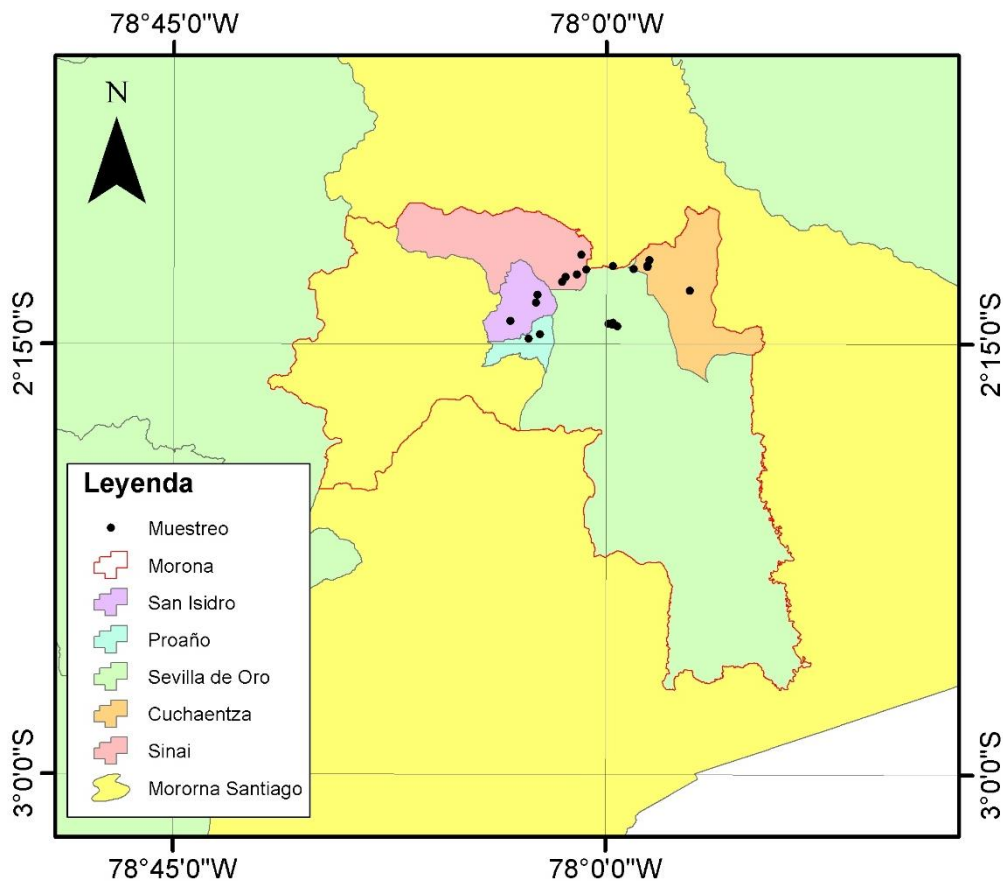 78°45'0"W 78°0'0"W
N
2°15'0"S 2°15'0"S
Leyenda
Muestreo
Morona
San Isidro
Proaño
Sevilla de Oro
Cuchaentza
Sinai
Mororna Santiago
3°0'0"S 3°0'0"S
78°45'0"W 78°0'0"W